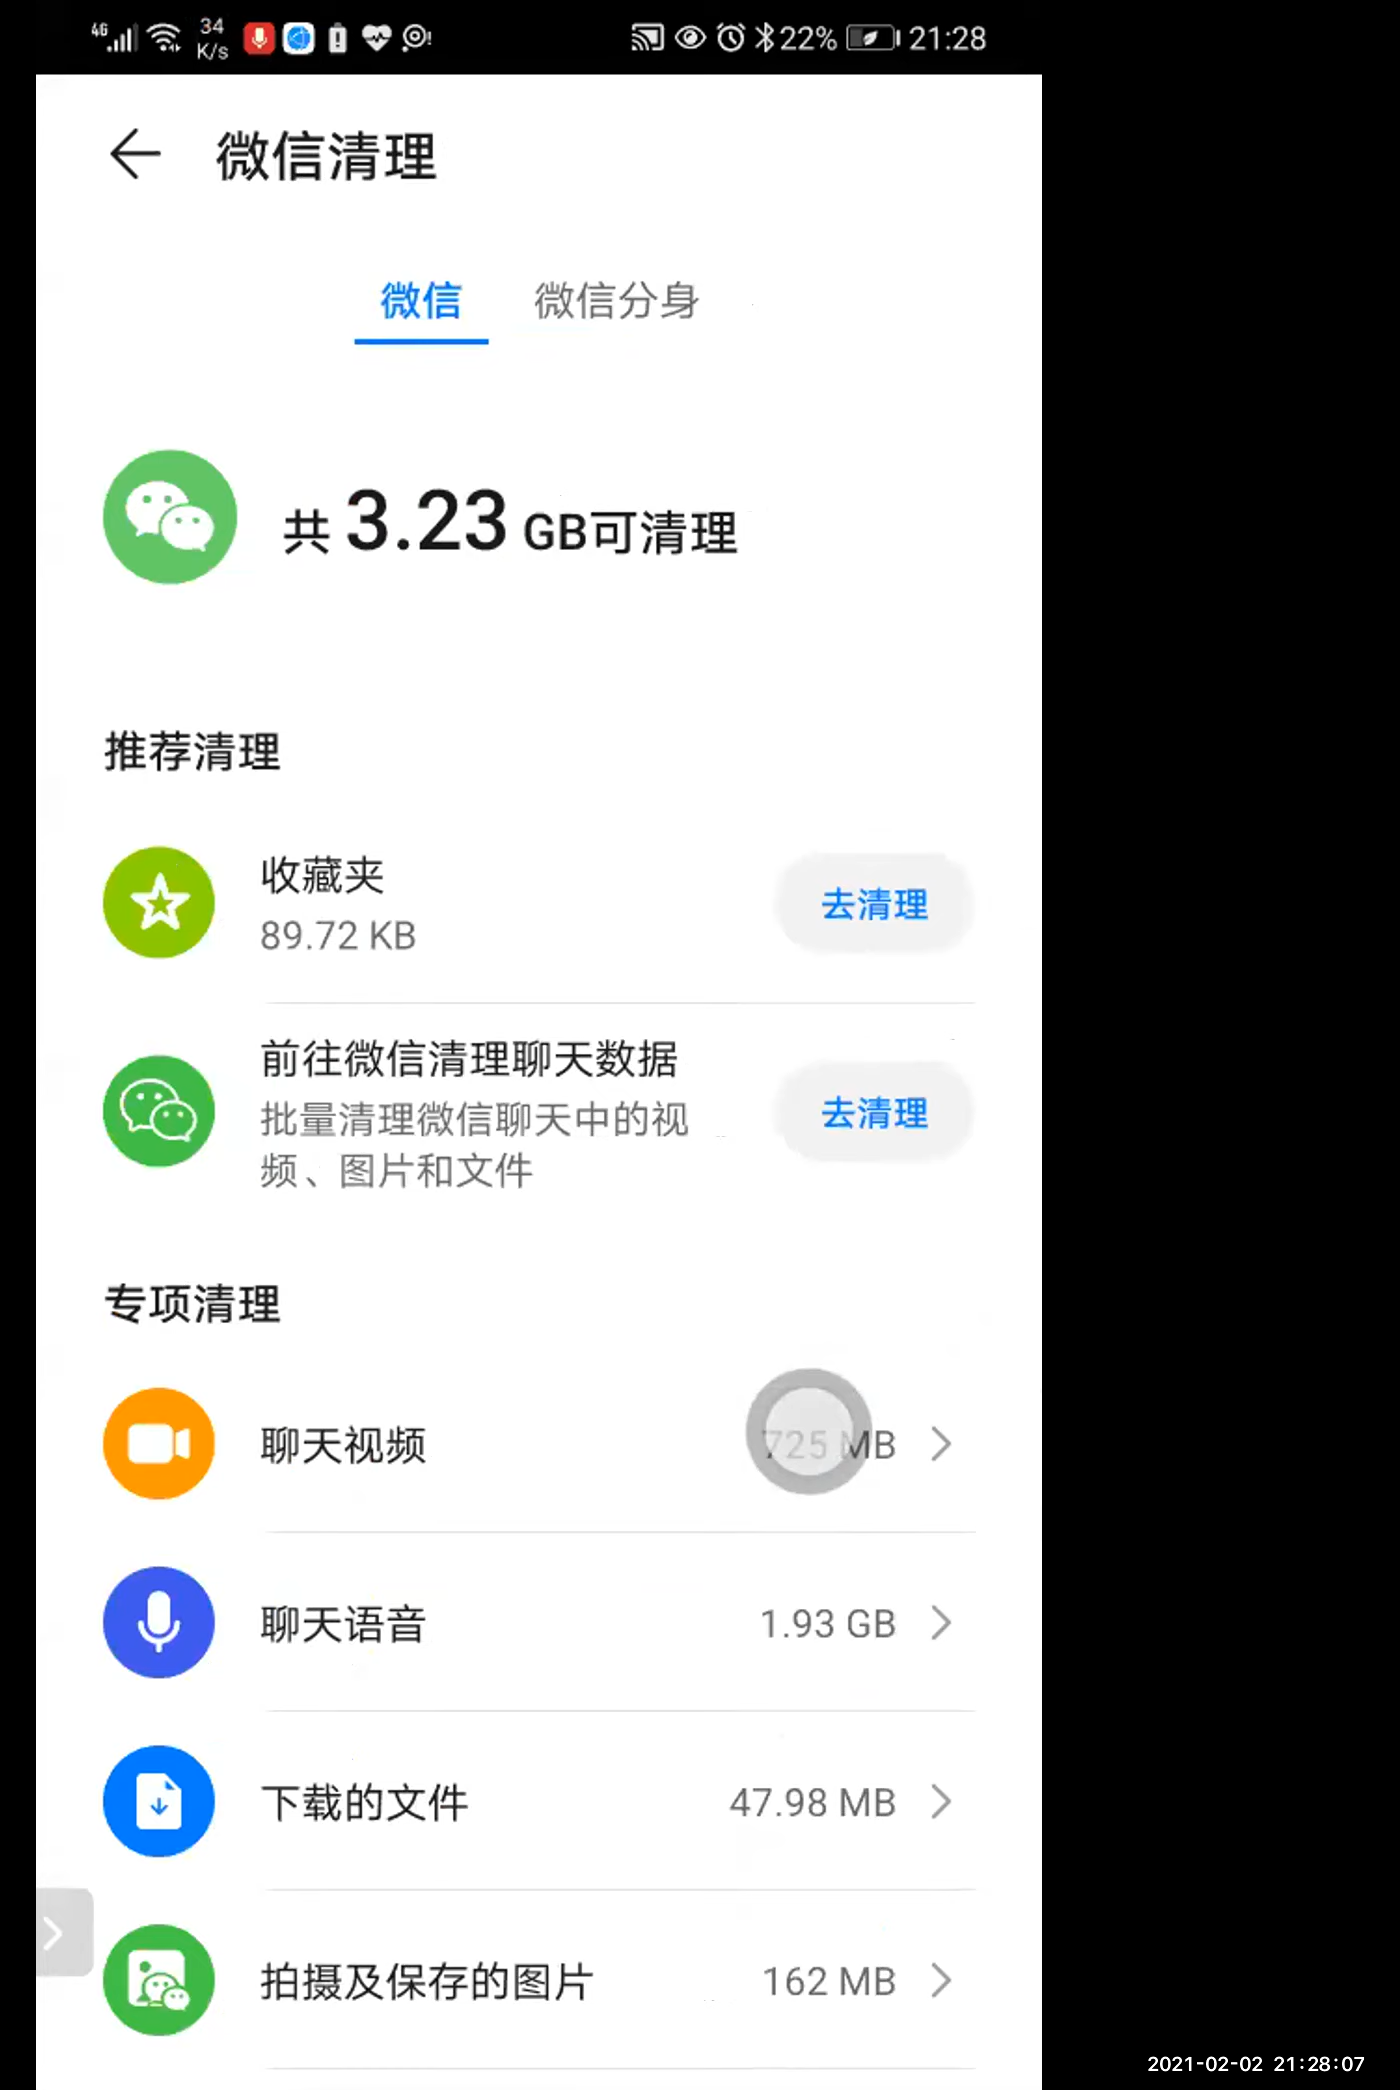 4G 34 K/s 22% 21:28
微信清理
微信 微信分身
共 3.23 GB可清理
推荐清理
收藏夹
89.72 KB
去清理
前往微信清理聊天数据
批量清理微信聊天中的视
频、图片和文件
去清理
专项清理
聊天视频 725 MB
聊天语音 1.93 GB
下载的文件 47.98 MB
拍摄及保存的图片 162 MB
2021-02-02 21:28:07